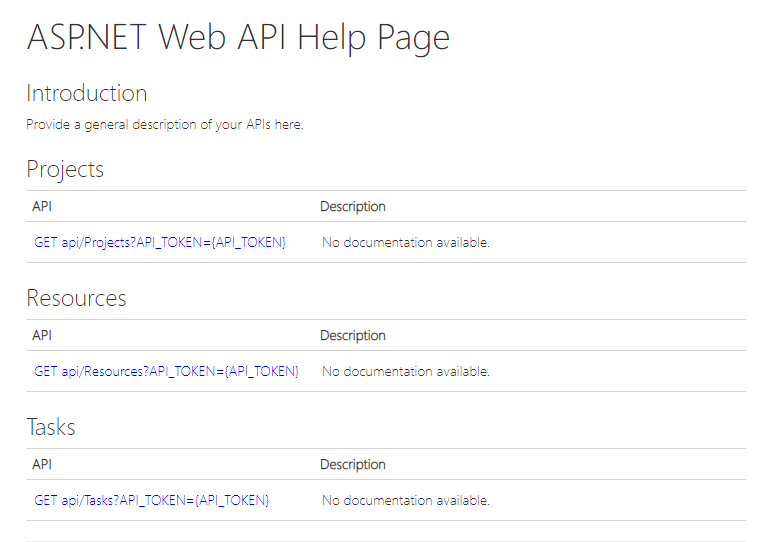 ASP.NET Web API Help Page
Introduction
Provide a general description of your APIs here.
Projects
API Description
GET api/Projects?API_TOKEN={API_TOKEN} No documentation available.
Resources
API Description
GET api/Resources?API_TOKEN={API_TOKEN} No documentation available.
Tasks
API Description
GET api/Tasks?API_TOKEN={API_TOKEN} No documentation available.